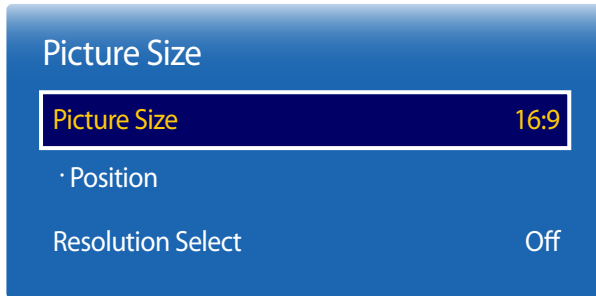 Picture Size
Picture Size 16:9
· Position
Resolution Select Off